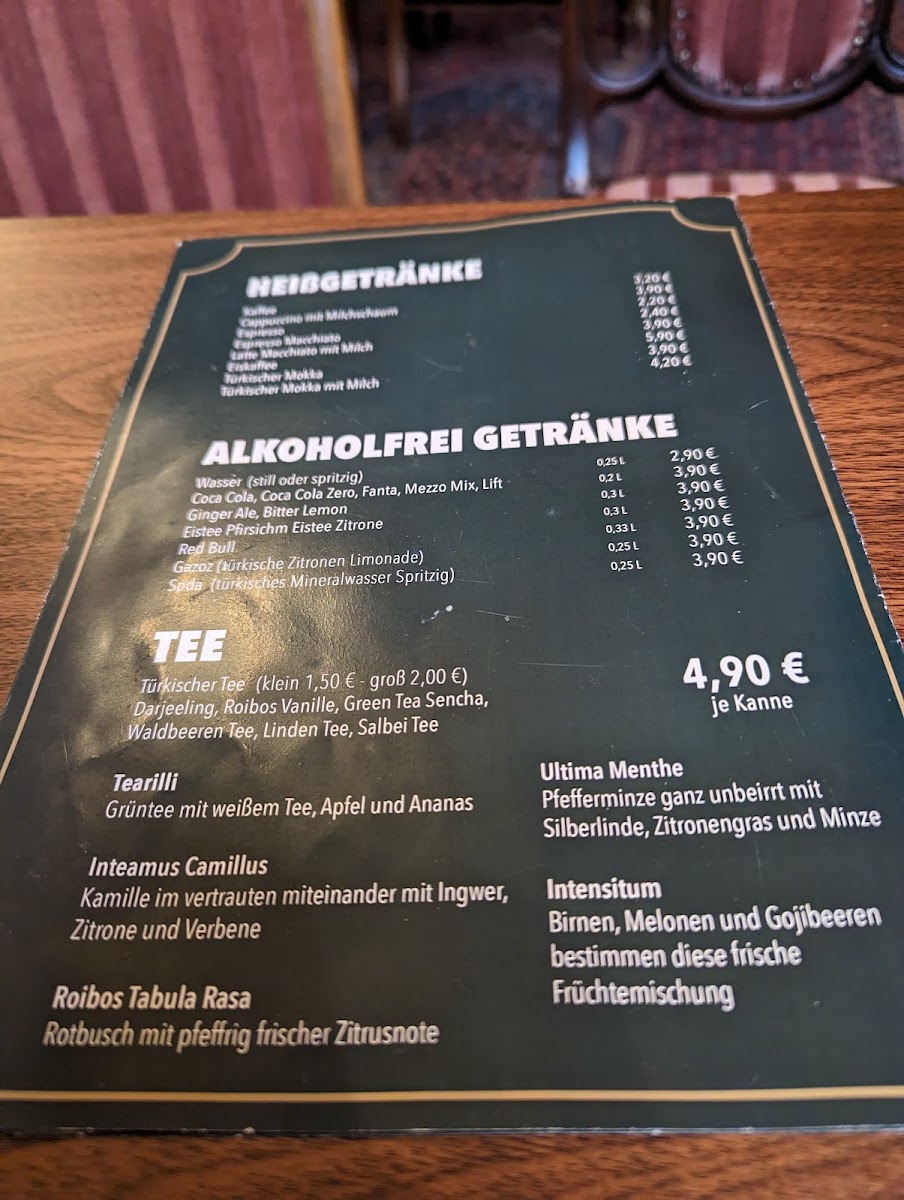 HEIßGETRÄNKE
Kaffee 3,20 €
Cappuccino mit Milchschaum 3,90 €
Espresso 2,20 €
Espresso Macchiato 2,40 €
Latte Macchiato mit Milch 3,90 €
Eiskaffee 5,90 €
Türkischer Mokka 3,90 €
Türkischer Mokka mit Milch 4,20 €
ALKOHOLFREI GETRÄNKE
Wasser (still oder spritzig) 0,25 L 2,90 €
Coca Cola, Coca Cola Zero, Fanta, Mezzo Mix, Lift 0,2 L 3,90 €
Ginger Ale, Bitter Lemon 0,3 L 3,90 €
Eistee Pfirsichm Eistee Zitrone 0,3 L 3,90 €
Red Bull 0,33 L 3,90 €
Gazoz (türkische Zitronen Limonade) 0,25 L 3,90 €
Soda (türkisches Mineralwasser Spritzig) 0,25 L 3,90 €
TEE
Türkischer Tee (klein 1,50 € - groß 2,00 €)
Darjeeling, Roibos Vanille, Green Tea Sencha,
Waldbeeren Tee, Linden Tee, Salbei Tee
4,90 €
je Kanne
Tearilli
Grüntee mit weißem Tee, Apfel und Ananas
Inteamus Camillus
Kamille im vertrauten miteinander mit Ingwer,
Zitrone und Verbene
Roibos Tabula Rasa
Rotbusch mit pfeffrig frischer Zitrusnote
Ultima Menthe
Pfefferminze ganz unbeirrt mit
Silberlinde, Zitronengras und Minze
Intensitum
Birnen, Melonen und Gojibeeren
bestimmen diese frische
Früchtemischung